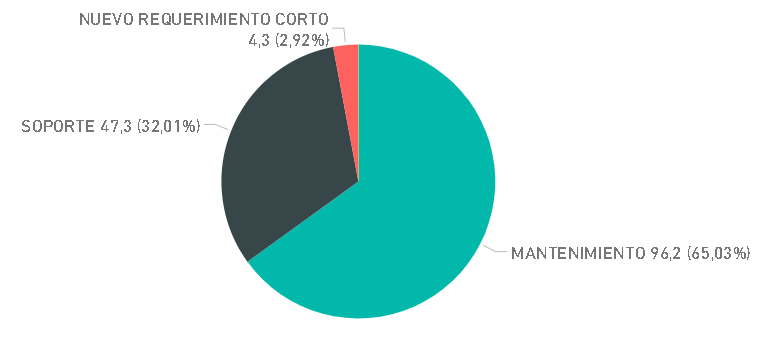 NUEVO REQUERIMIENTO CORTO
4,3 (2,92%)
SOPORTE 47,3 (32,01%)
MANTENIMIENTO 96,2 (65,03%)